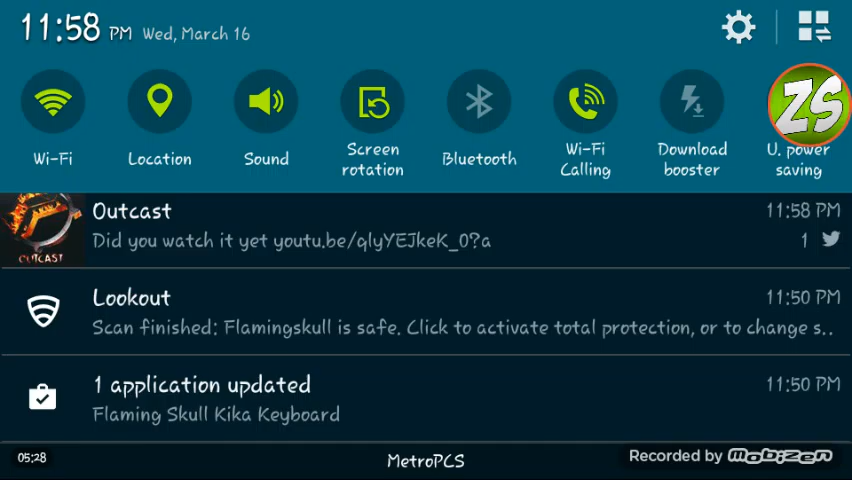 11:58 PM Wed, March 16
ZS
Wi-Fi
Location
Sound
Screen rotation
Bluetooth
Wi-Fi Calling
Download booster
U. power saving
Outcast 11:58 PM
Did you watch it yet youtu.be/qlyYEJkeK_0?a 1
OUTCAST
Lookout 11:50 PM
Scan finished: Flamingskull is safe. Click to activate total protection, or to change s..
1 application updated 11:50 PM
Flaming Skull Kika Keyboard
05:28
MetroPCS
Recorded by Mobizen